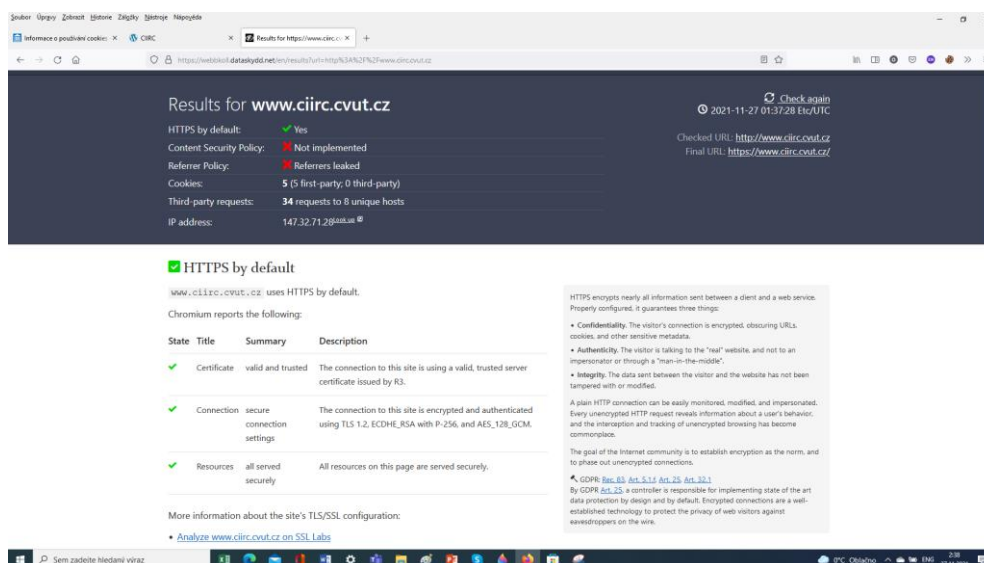 Soubor Úpravy Zobrazit Historie Záložky Nástroje Nápověda
Informace o používání cookies × CIIRC × Results for https://www.ciirc.cv × +
https://webbkoll.dataskydd.net/en/results?url=http%3A%2F%2Fwww.ciirc.cvut.cz
Results for www.ciirc.cvut.cz
Check again
2021-11-27 01:37:28 Etc/UTC
HTTPS by default: Yes
Checked URL: http://www.ciirc.cvut.cz
Content Security Policy: Not implemented
Final URL: https://www.ciirc.cvut.cz/
Referrer Policy: Referrers leaked
Cookies: 5 (5 first-party; 0 third-party)
Third-party requests: 34 requests to 8 unique hosts
IP address: 147.32.71.28 Look up
HTTPS by default
www.ciirc.cvut.cz uses HTTPS by default.
Chromium reports the following:
State Title Summary Description
Certificate valid and trusted The connection to this site is using a valid, trusted server
certificate issued by R3.
Connection secure The connection to this site is encrypted and authenticated
connection using TLS 1.2, ECDHE_RSA with P-256, and AES_128_GCM.
settings
Resources all served All resources on this page are served securely.
securely
More information about the site's TLS/SSL configuration:
• Analyze www.ciirc.cvut.cz on SSL Labs
HTTPS encrypts nearly all information sent between a client and a web service.
Properly configured, it guarantees three things:
• Confidentiality. The visitor's connection is encrypted, obscuring URLs,
cookies, and other sensitive metadata.
• Authenticity. The visitor is talking to the "real" website, and not to an
impersonator or through a "man-in-the-middle".
• Integrity. The data sent between the visitor and the website has not been
tampered with or modified.
A plain HTTP connection can be easily monitored, modified, and impersonated.
Every unencrypted HTTP request reveals information about a user's behavior,
and the interception and tracking of unencrypted browsing has become
commonplace.
The goal of the Internet community is to establish encryption as the norm, and
to phase out unencrypted connections.
GDPR: Rec. 83, Art. 5.1.f, Art. 25, Art. 32.1
By GDPR Art. 25, a controller is responsible for implementing state of the art
data protection by design and by default. Encrypted connections are a well-
established technology to protect the privacy of web visitors against
eavesdroppers on the wire.
Sem zadejte hledaný výraz
0°C Oblačno ENG 2:38